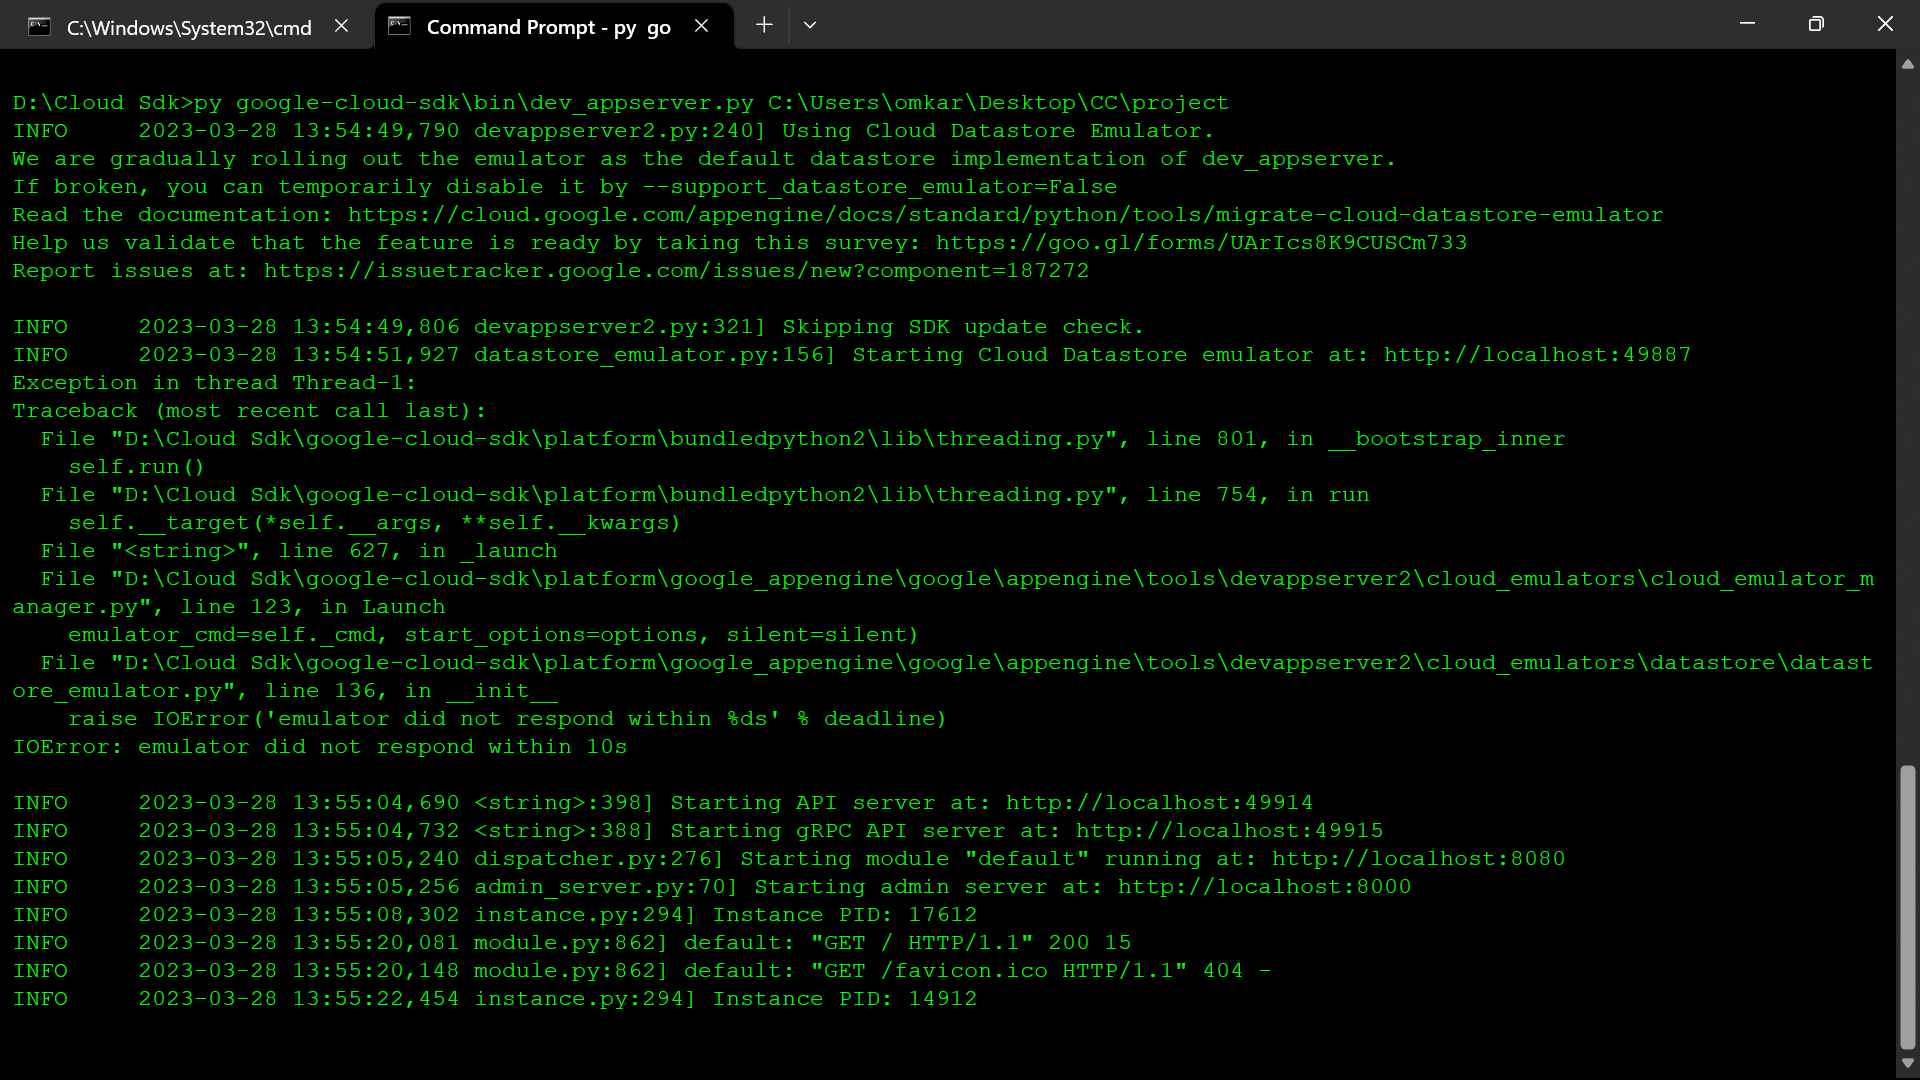 C:\Windows\System32\cmd
Command Prompt - py  go
D:\Cloud Sdk>py google-cloud-sdk\bin\dev_appserver.py C:\Users\omkar\Desktop\CC\project
INFO     2023-03-28 13:54:49,790 devappserver2.py:240] Using Cloud Datastore Emulator.
We are gradually rolling out the emulator as the default datastore implementation of dev_appserver.
If broken, you can temporarily disable it by --support_datastore_emulator=False
Read the documentation: https://cloud.google.com/appengine/docs/standard/python/tools/migrate-cloud-datastore-emulator
Help us validate that the feature is ready by taking this survey: https://goo.gl/forms/UArIcs8K9CUSCm733
Report issues at: https://issuetracker.google.com/issues/new?component=187272
INFO     2023-03-28 13:54:49,806 devappserver2.py:321] Skipping SDK update check.
INFO     2023-03-28 13:54:51,927 datastore_emulator.py:156] Starting Cloud Datastore emulator at: http://localhost:49887
Exception in thread Thread-1:
Traceback (most recent call last):
  File "D:\Cloud Sdk\google-cloud-sdk\platform\bundledpython2\lib\threading.py", line 801, in __bootstrap_inner
    self.run()
  File "D:\Cloud Sdk\google-cloud-sdk\platform\bundledpython2\lib\threading.py", line 754, in run
    self.__target(*self.__args, **self.__kwargs)
  File "<string>", line 627, in _launch
  File "D:\Cloud Sdk\google-cloud-sdk\platform\google_appengine\google\appengine\tools\devappserver2\cloud_emulators\cloud_emulator_m
anager.py", line 123, in Launch
    emulator_cmd=self._cmd, start_options=options, silent=silent)
  File "D:\Cloud Sdk\google-cloud-sdk\platform\google_appengine\google\appengine\tools\devappserver2\cloud_emulators\datastore\datast
ore_emulator.py", line 136, in __init__
    raise IOError('emulator did not respond within %ds' % deadline)
IOError: emulator did not respond within 10s
INFO     2023-03-28 13:55:04,690 <string>:398] Starting API server at: http://localhost:49914
INFO     2023-03-28 13:55:04,732 <string>:388] Starting gRPC API server at: http://localhost:49915
INFO     2023-03-28 13:55:05,240 dispatcher.py:276] Starting module "default" running at: http://localhost:8080
INFO     2023-03-28 13:55:05,256 admin_server.py:70] Starting admin server at: http://localhost:8000
INFO     2023-03-28 13:55:08,302 instance.py:294] Instance PID: 17612
INFO     2023-03-28 13:55:20,081 module.py:862] default: "GET / HTTP/1.1" 200 15
INFO     2023-03-28 13:55:20,148 module.py:862] default: "GET /favicon.ico HTTP/1.1" 404 -
INFO     2023-03-28 13:55:22,454 instance.py:294] Instance PID: 14912